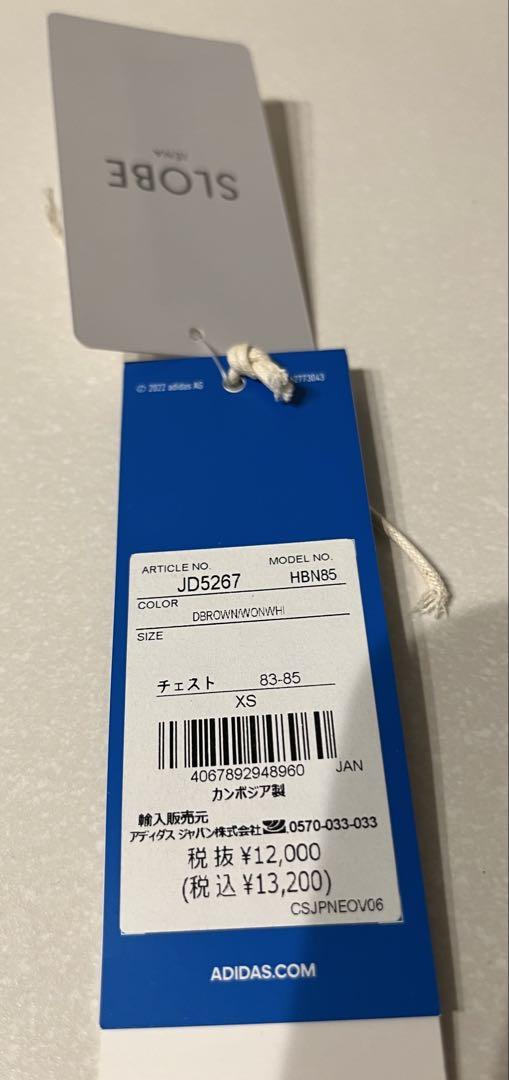 SLOBE
IÉNA
© 2022 adidas AG
ARTICLE NO. MODEL NO.
JD5267 HBN85
COLOR
DBROWN/WONWHI
SIZE
チェスト 83-85
XS
4067892948960 JAN
カンボジア製
輸入販売元
アディダス ジャパン株式会社 0570-033-033
税抜 ¥12,000
(税込 ¥13,200)
CSJPNEOV06
ADIDAS.COM